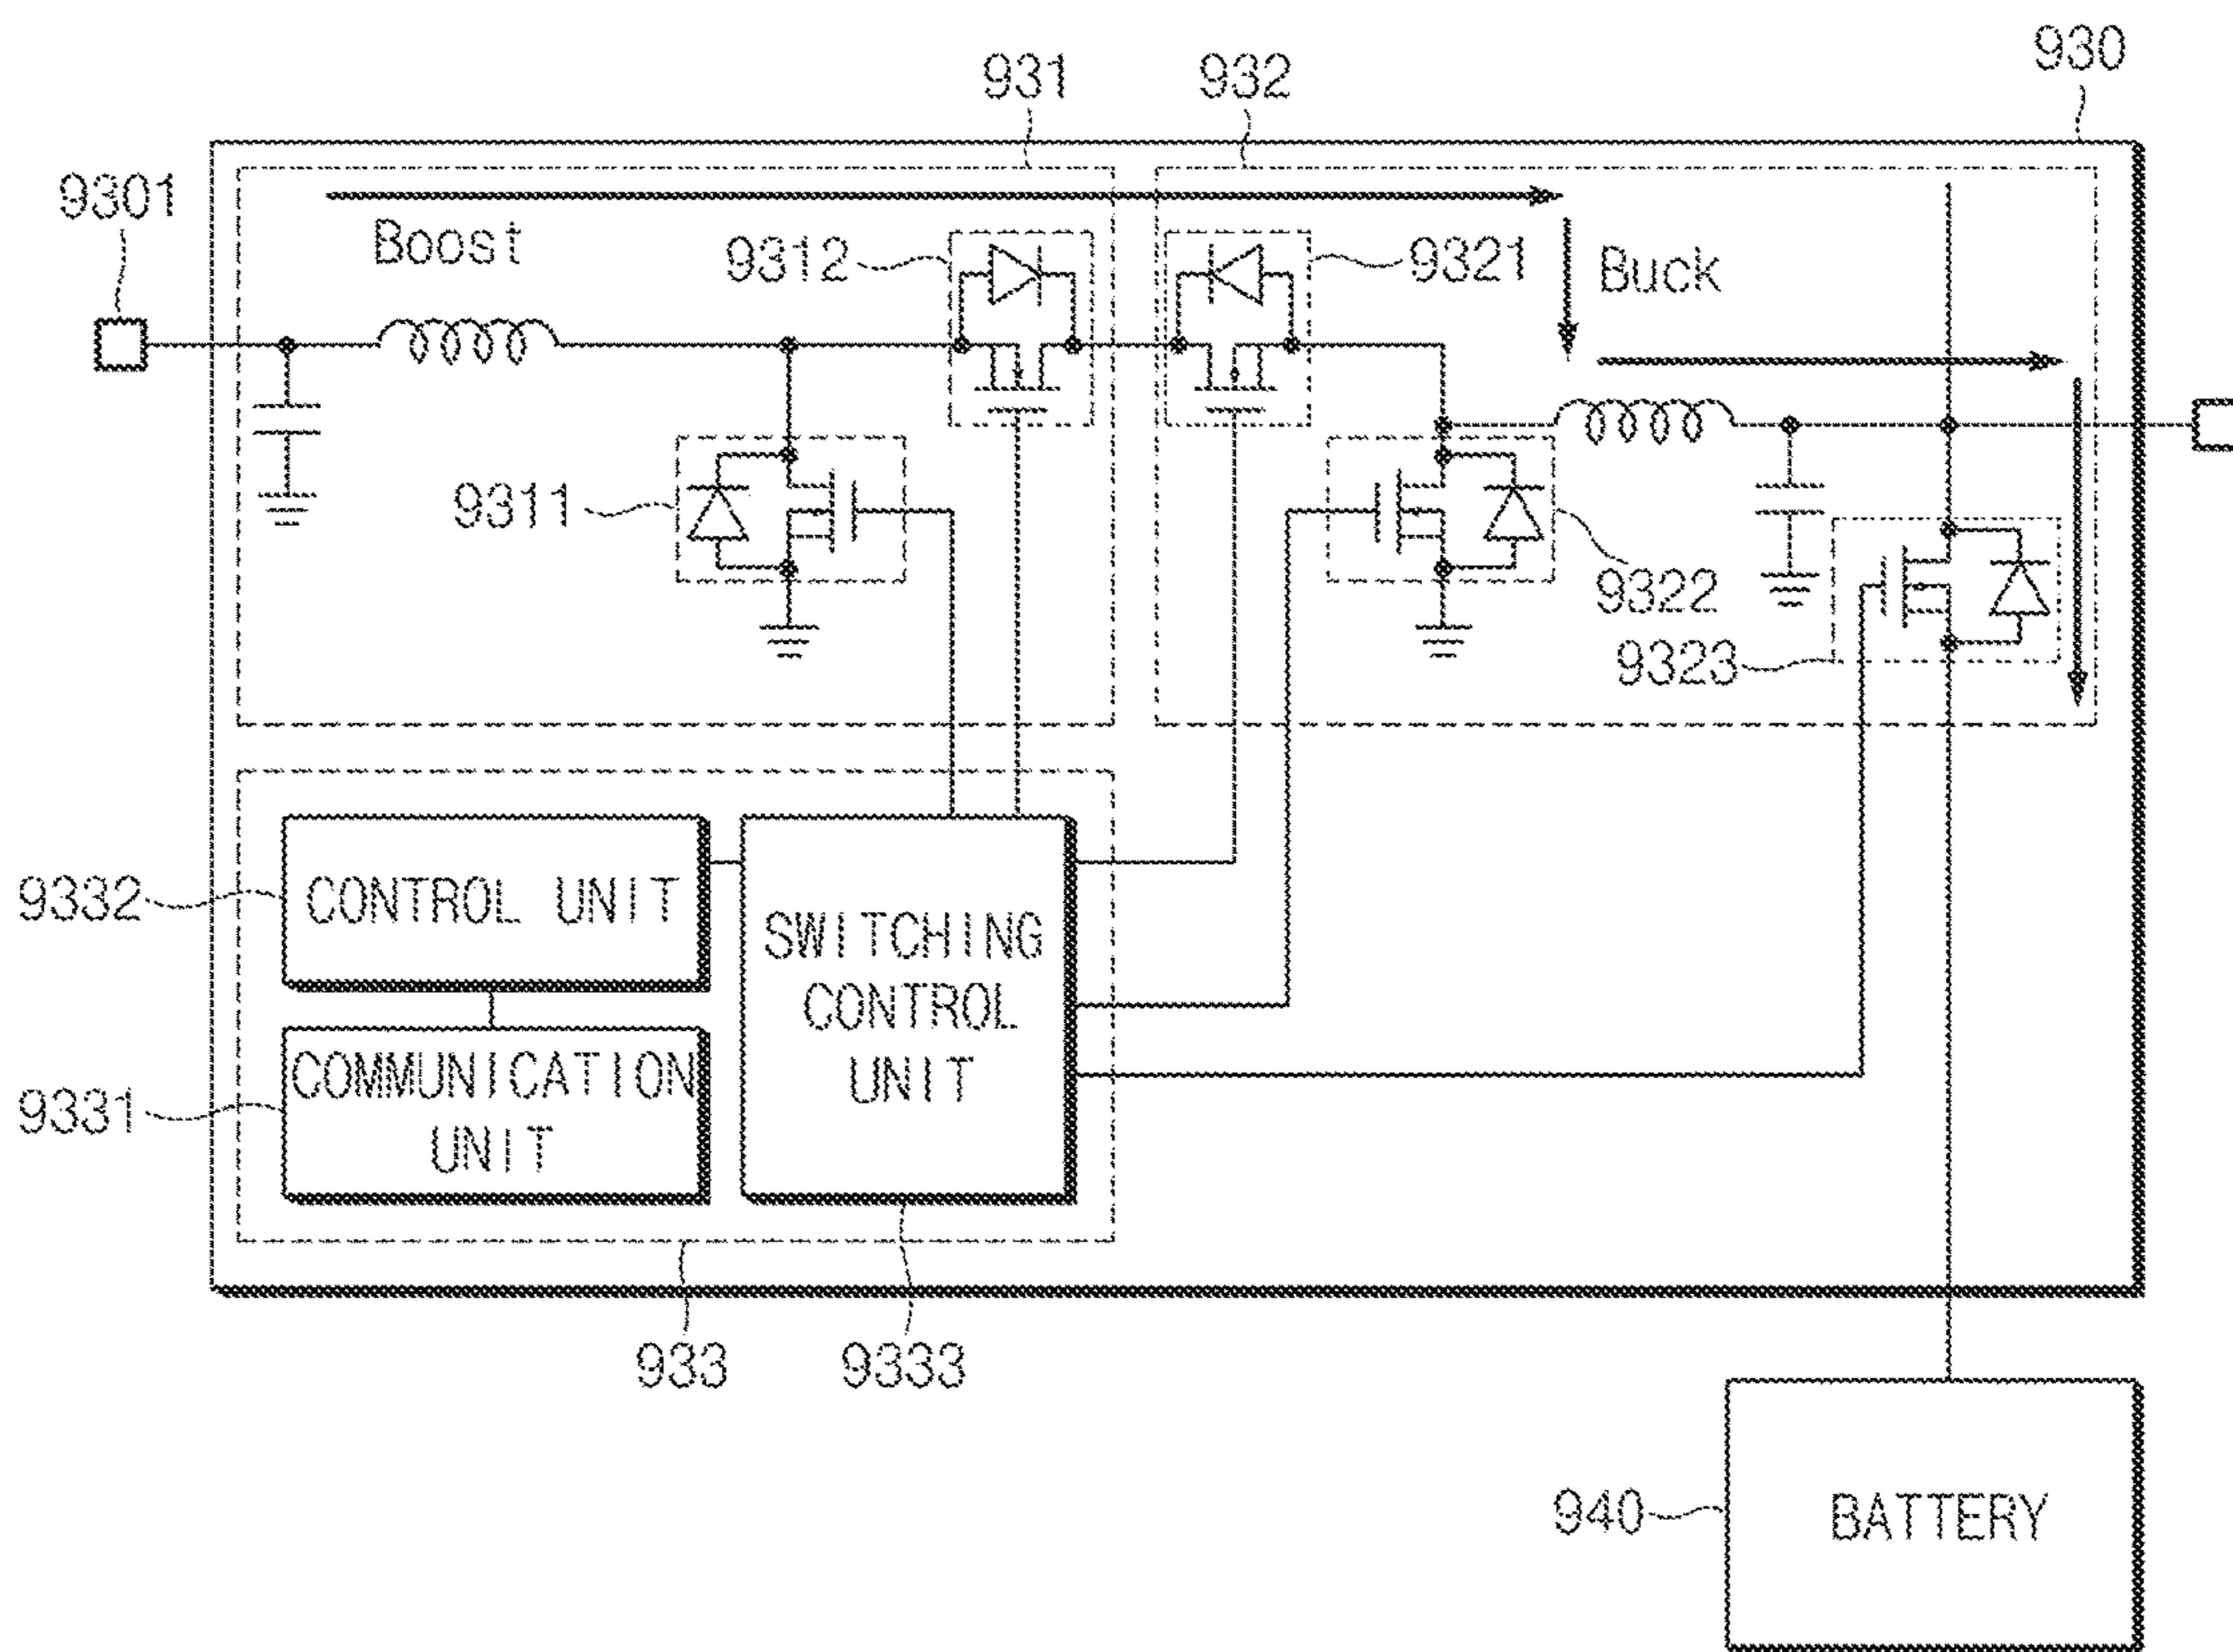 930
931
932
9301
Boost
9312
9321
Buck
9311
9322
9323
9332
CONTROL UNIT
SWITCHING
CONTROL
UNIT
9331
COMMUNICATION
UNIT
933
9333
940
BATTERY